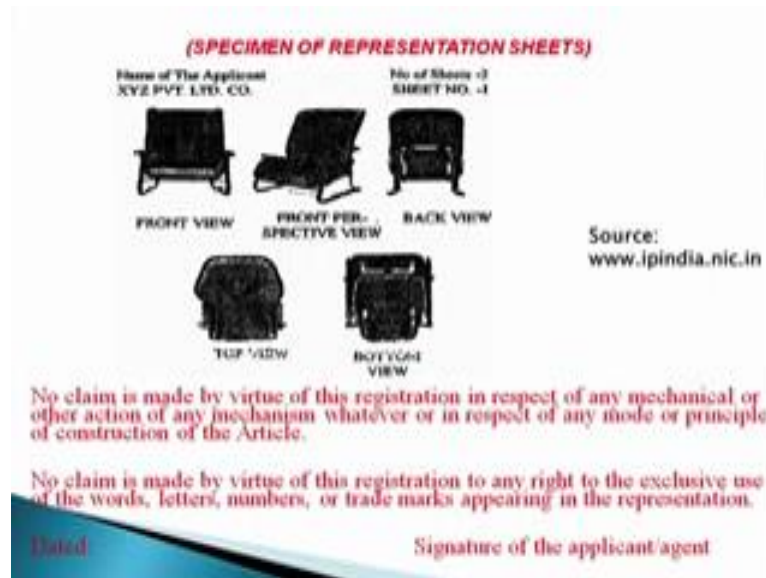 (SPECIMEN OF REPRESENTATION SHEETS)
Name of The Applicant
XYZ PVT. LTD. CO.
No of Sheets -2
SHEET NO. -1
FRONT VIEW
FRONT PER-
SPECTIVE VIEW
BACK VIEW
Source:
www.ipindia.nic.in
TOP VIEW
BOTTOM
VIEW
No claim is made by virtue of this registration in respect of any mechanical or
other action of any mechanism whatever or in respect of any mode or principle
of construction of the Article.
No claim is made by virtue of this registration to any right to the exclusive use
of the words, letters, numbers, or trade marks appearing in the representation.
Dated
Signature of the applicant/agent